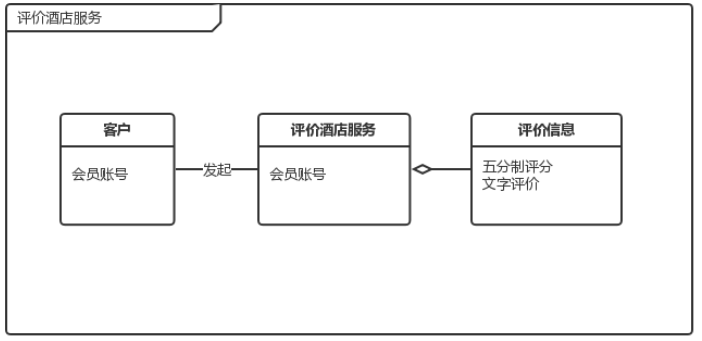 评价酒店服务
客户
会员账号
发起
评价酒店服务
会员账号
评价信息
五分制评分
文字评价